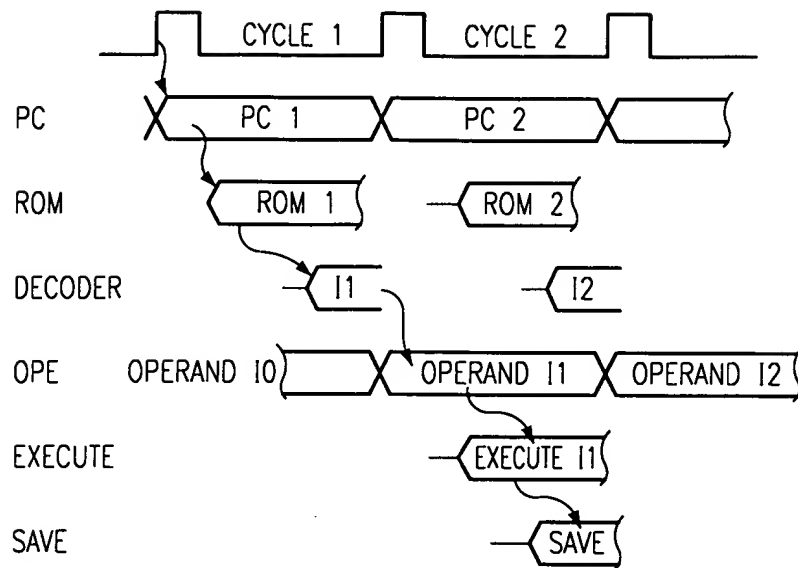 CYCLE 1 CYCLE 2
PC PC 1 PC 2
ROM ROM 1 ROM 2
DECODER I1 I2
OPE OPERAND I0 OPERAND I1 OPERAND I2
EXECUTE EXECUTE I1
SAVE SAVE